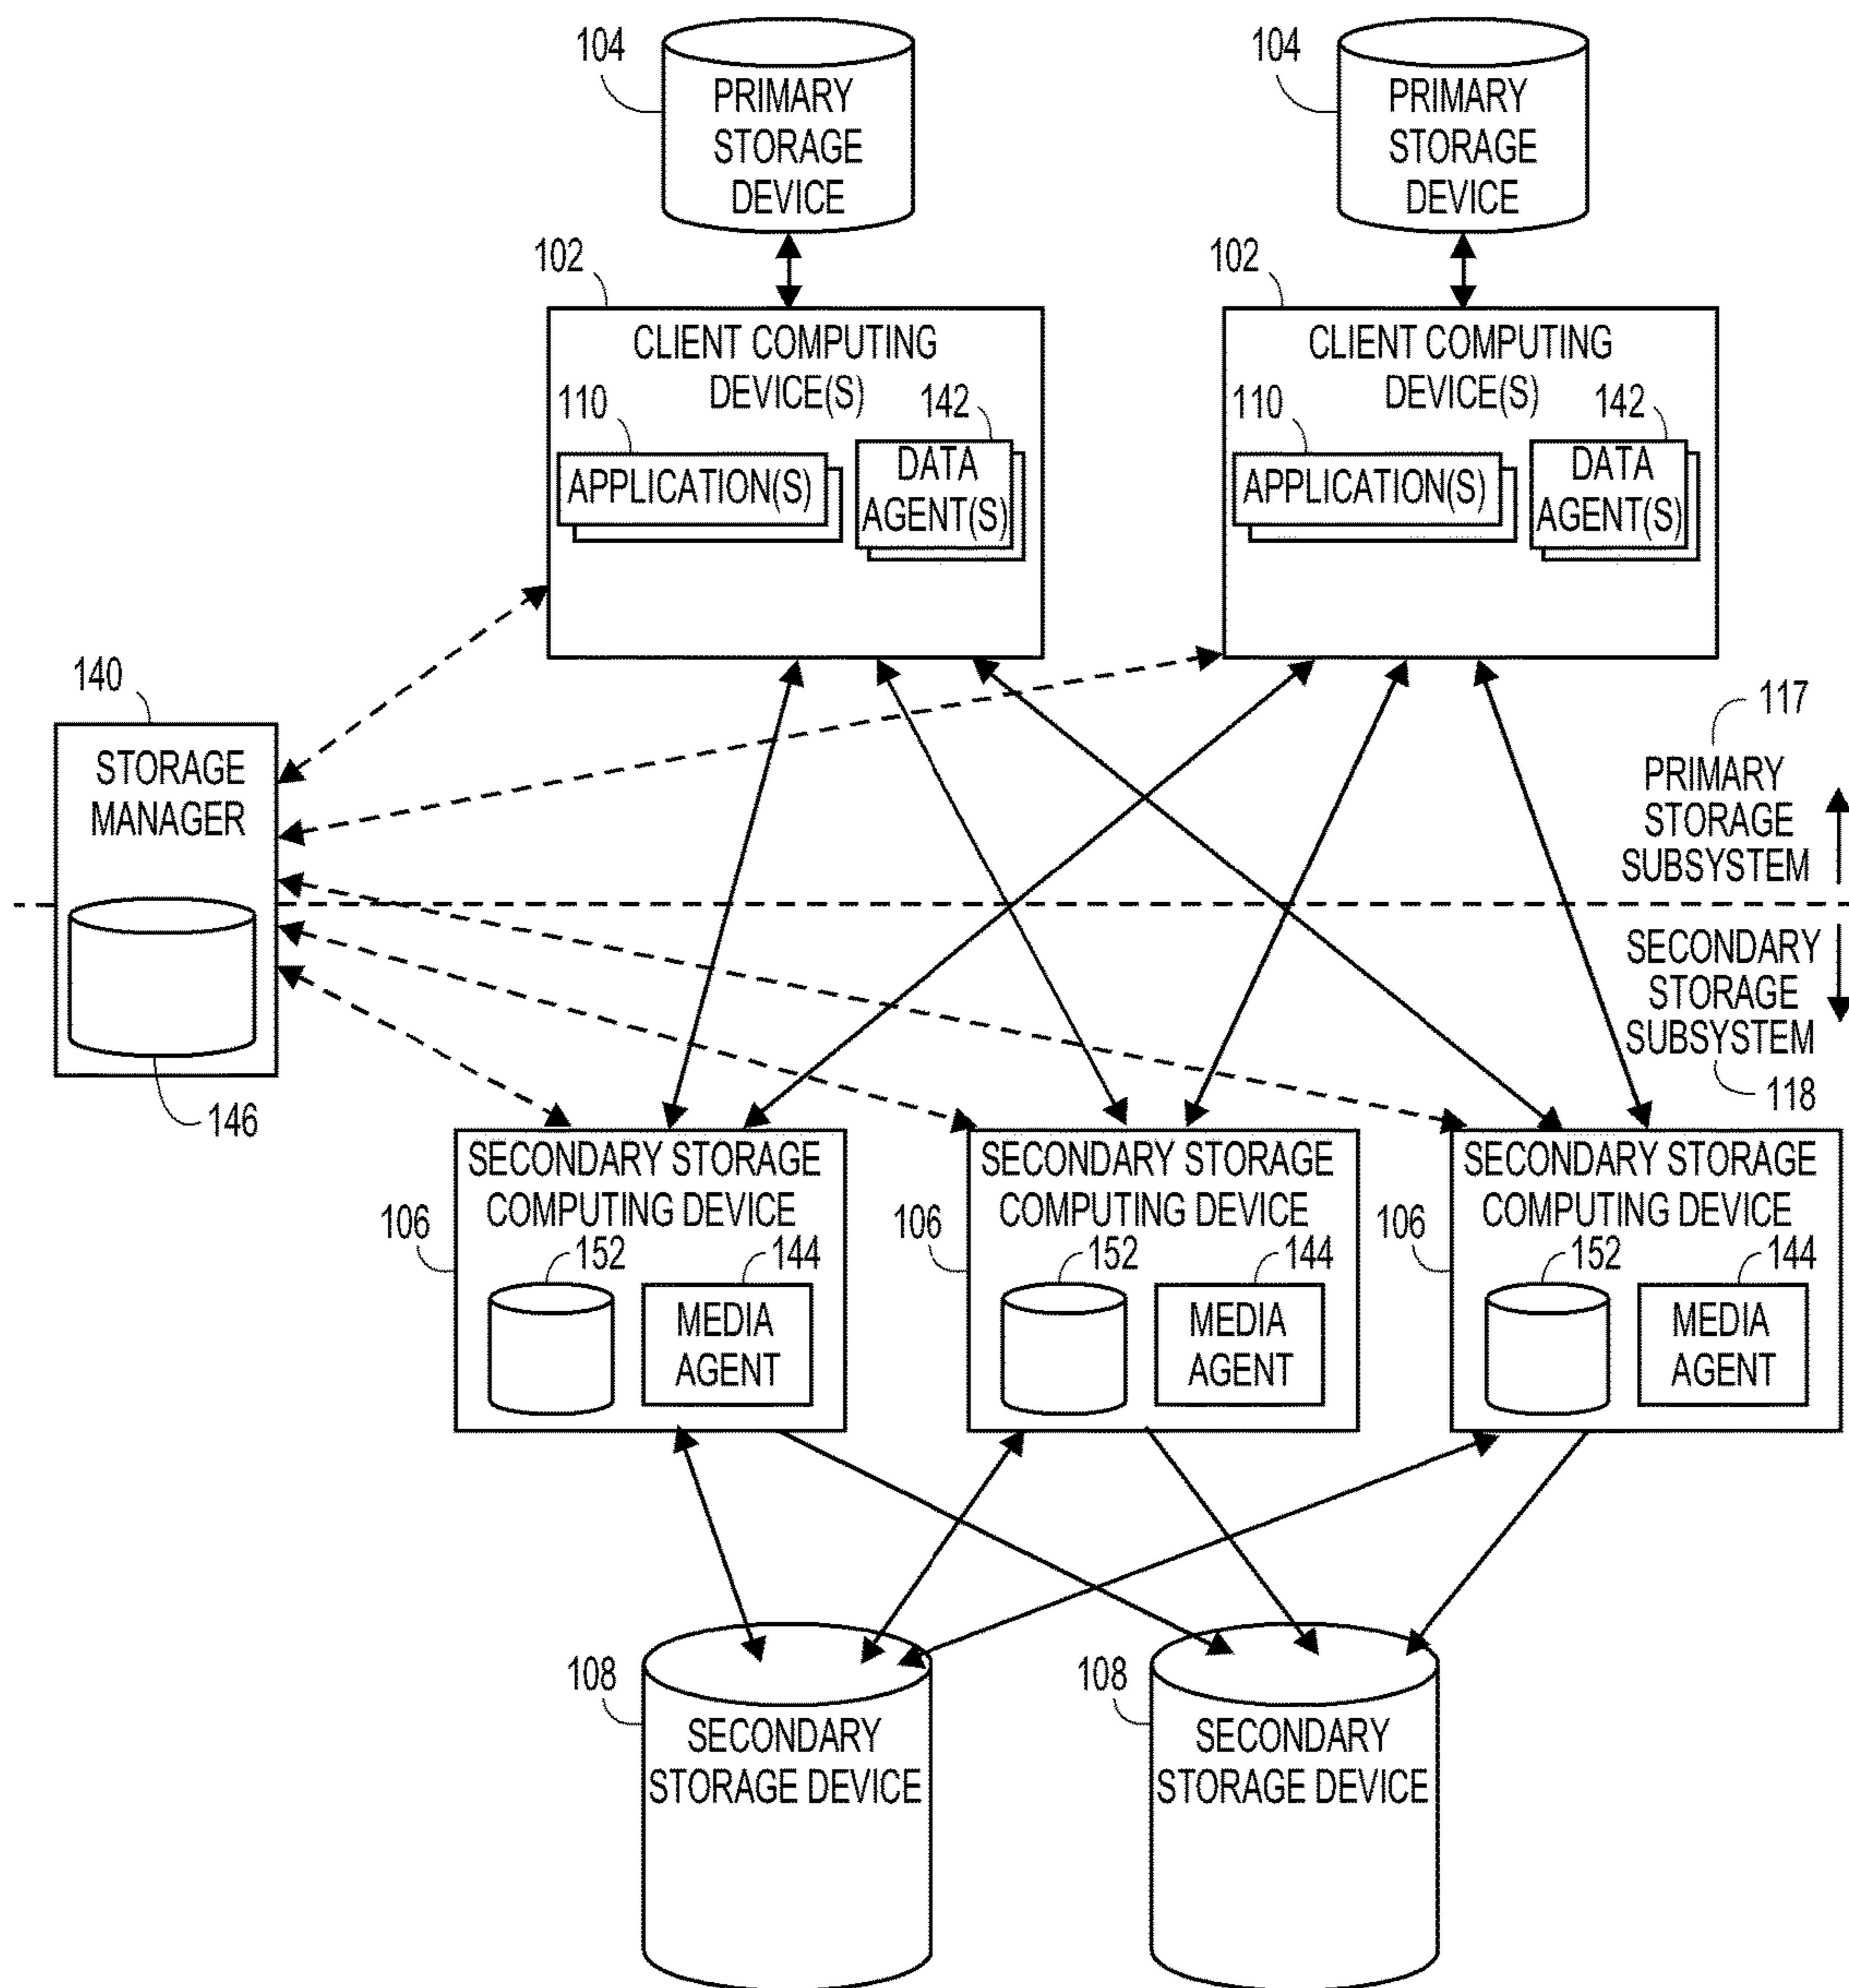 104
PRIMARY
STORAGE
DEVICE
104
PRIMARY
STORAGE
DEVICE
102
CLIENT COMPUTING
DEVICE(S)
110
142
APPLICATION(S)
DATA
AGENT(S)
102
CLIENT COMPUTING
DEVICE(S)
110
142
APPLICATION(S)
DATA
AGENT(S)
140
STORAGE
MANAGER
146
117
PRIMARY
STORAGE
SUBSYSTEM
SECONDARY
STORAGE
SUBSYSTEM
118
SECONDARY STORAGE
COMPUTING DEVICE
106
152
144
MEDIA
AGENT
SECONDARY STORAGE
COMPUTING DEVICE
106
152
144
MEDIA
AGENT
SECONDARY STORAGE
COMPUTING DEVICE
106
152
144
MEDIA
AGENT
108
SECONDARY
STORAGE DEVICE
108
SECONDARY
STORAGE DEVICE